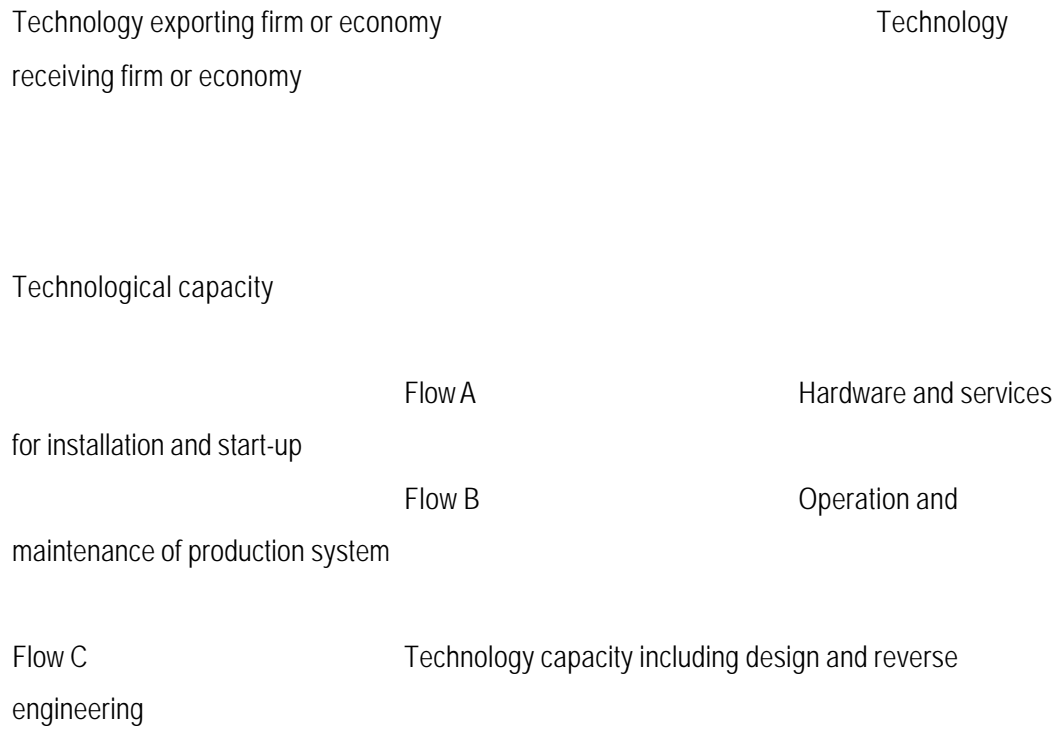 Technology exporting firm or economy Technology
receiving firm or economy
Technological capacity
Flow A Hardware and services
for installation and start-up
Flow B Operation and
maintenance of production system
Flow C Technology capacity including design and reverse
engineering